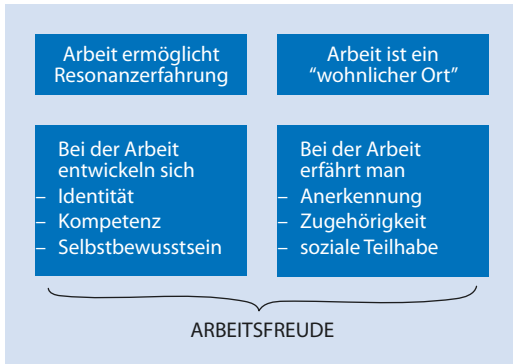 Arbeit ermöglicht
Resonanzerfahrung
Arbeit ist ein
“wohnlicher Ort”
Bei der Arbeit
entwickeln sich
– Identität
– Kompetenz
– Selbstbewusstsein
Bei der Arbeit
erfährt man
– Anerkennung
– Zugehörigkeit
– soziale Teilhabe
ARBEITSFREUDE